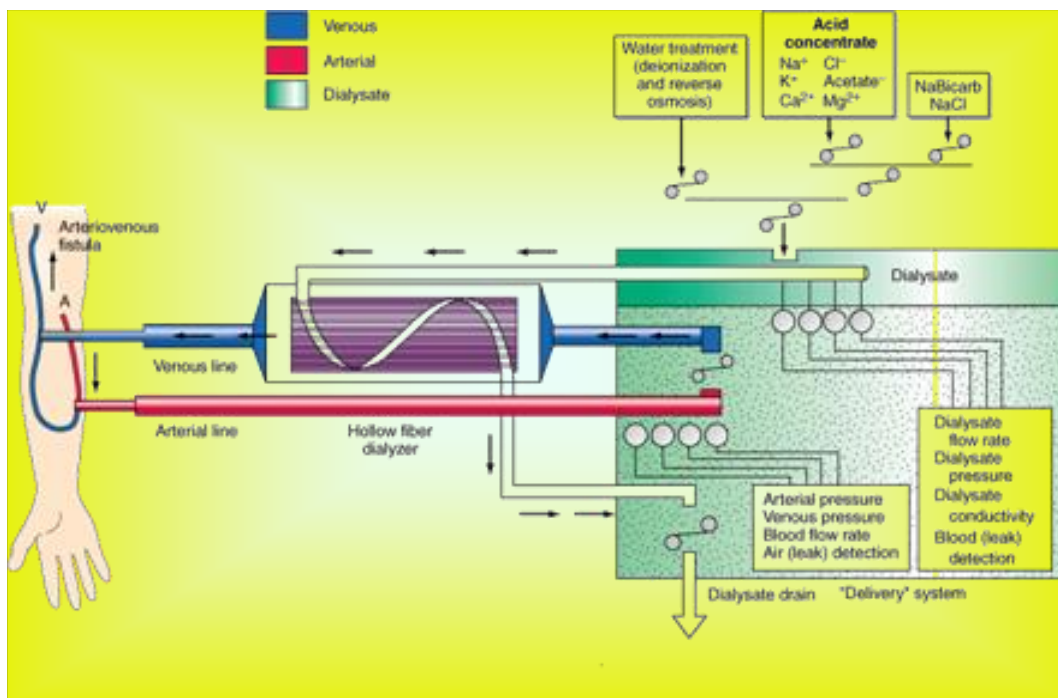 Venous
Arterial
Dialysate
Water treatment
(deionization
and reverse
osmosis)
Acid
concentrate
Na⁺ Cl⁻
K⁺ Acetate⁻
Ca²⁺ Mg²⁺
NaBicarb
NaCl
V
Arteriovenous
fistula
A
Dialysate
Venous line
Arterial line
Hollow fiber
dialyzer
Dialysate
flow rate
Dialysate
pressure
Dialysate
conductivity
Blood (leak)
detection
Arterial pressure
Venous pressure
Blood flow rate
Air (leak) detection
Dialysate drain
"Delivery" system